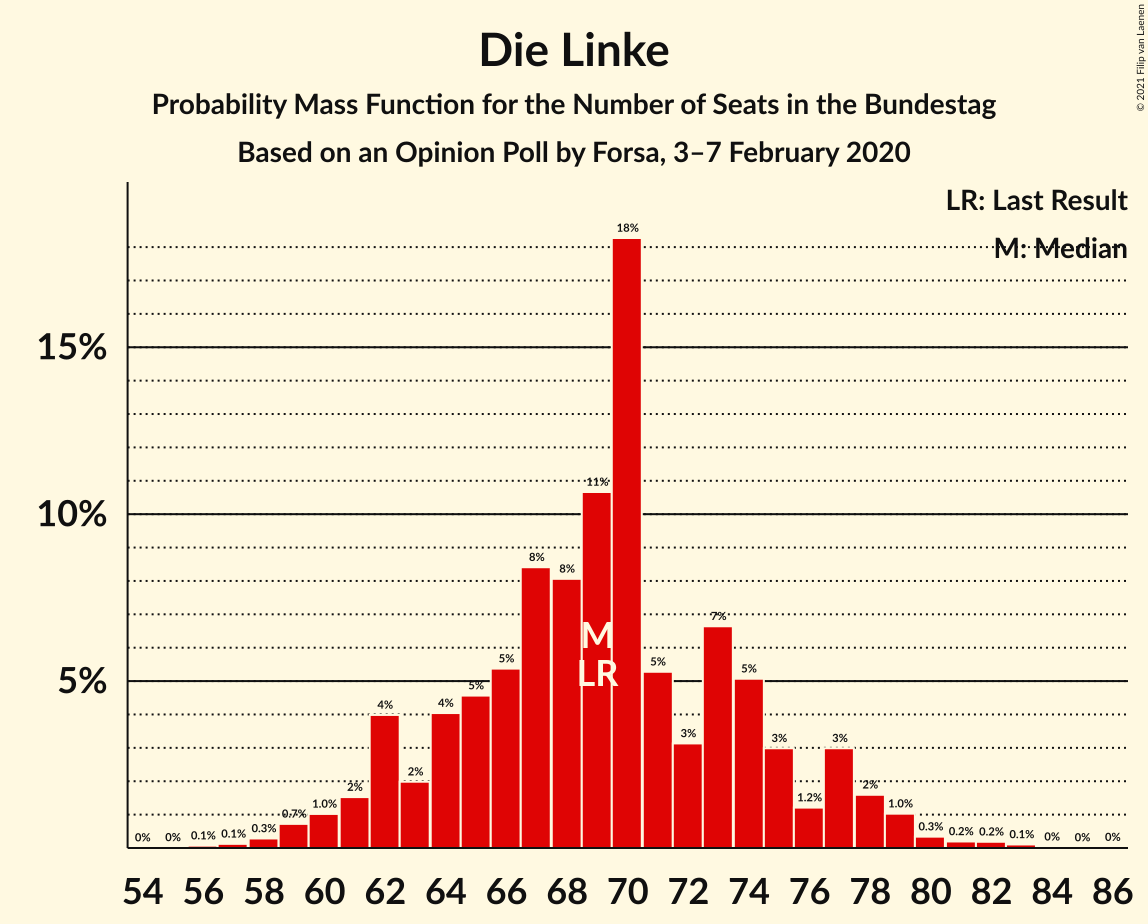 Die Linke
Probability Mass Function for the Number of Seats in the Bundestag
Based on an Opinion Poll by Forsa, 3–7 February 2020
© 2021 Filip van Laenen
LR: Last Result
M: Median
15%
10%
5%
0% 0% 0.1% 0.1% 0.3% 0.7% 1.0% 2% 4% 2% 4% 5% 5% 8% 8% 11% 18% 5% 3% 7% 5% 3% 1.2% 3% 2% 1.0% 0.3% 0.2% 0.2% 0.1% 0% 0% 0%
M
LR
54 56 58 60 62 64 66 68 70 72 74 76 78 80 82 84 86